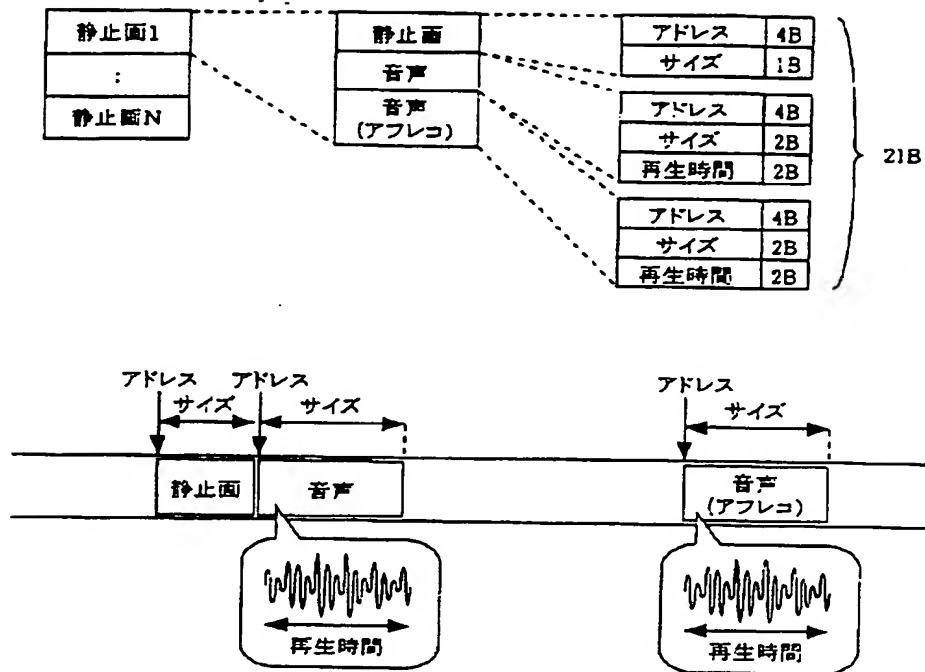 静止画1
:
静止画N
静止画
音声
音声
(アフレコ)
アドレス 4B
サイズ 1B
アドレス 4B
サイズ 2B
再生時間 2B
アドレス 4B
サイズ 2B
再生時間 2B
21B
アドレス アドレス
サイズ サイズ
静止画 音声
再生時間
アドレス
サイズ
音声
(アフレコ)
再生時間